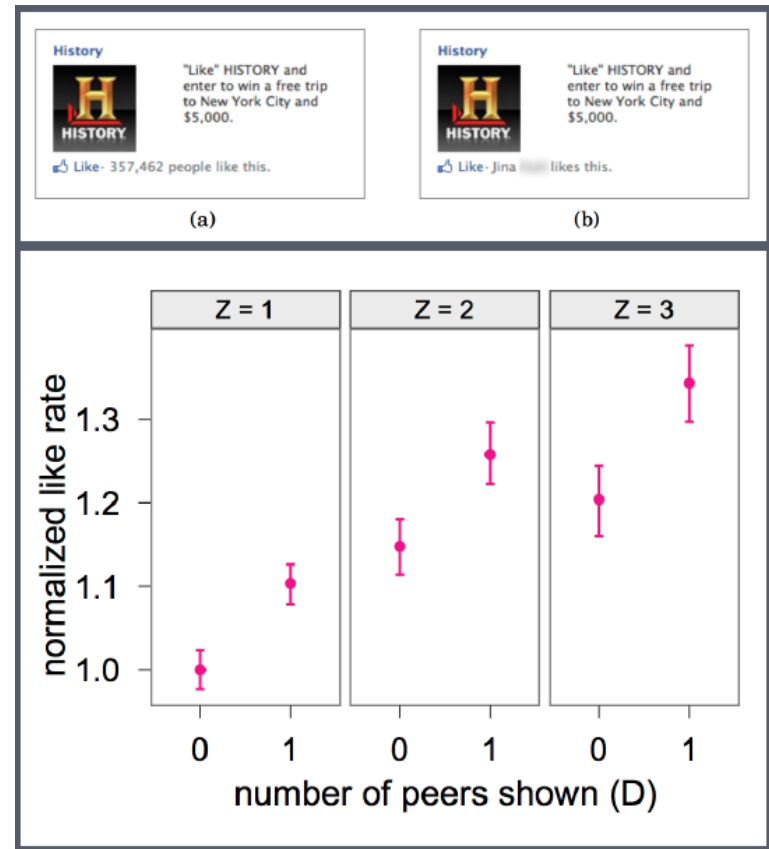 History
"Like" HISTORY and
enter to win a free trip
to New York City and
$5,000.
H
HISTORY
Like · 357,462 people like this.
(a)
History
"Like" HISTORY and
enter to win a free trip
to New York City and
$5,000.
H
HISTORY
Like · Jina likes this.
(b)
Z = 1
Z = 2
Z = 3
normalized like rate
1.3
1.2
1.1
1.0
0 1 0 1 0 1
number of peers shown (D)